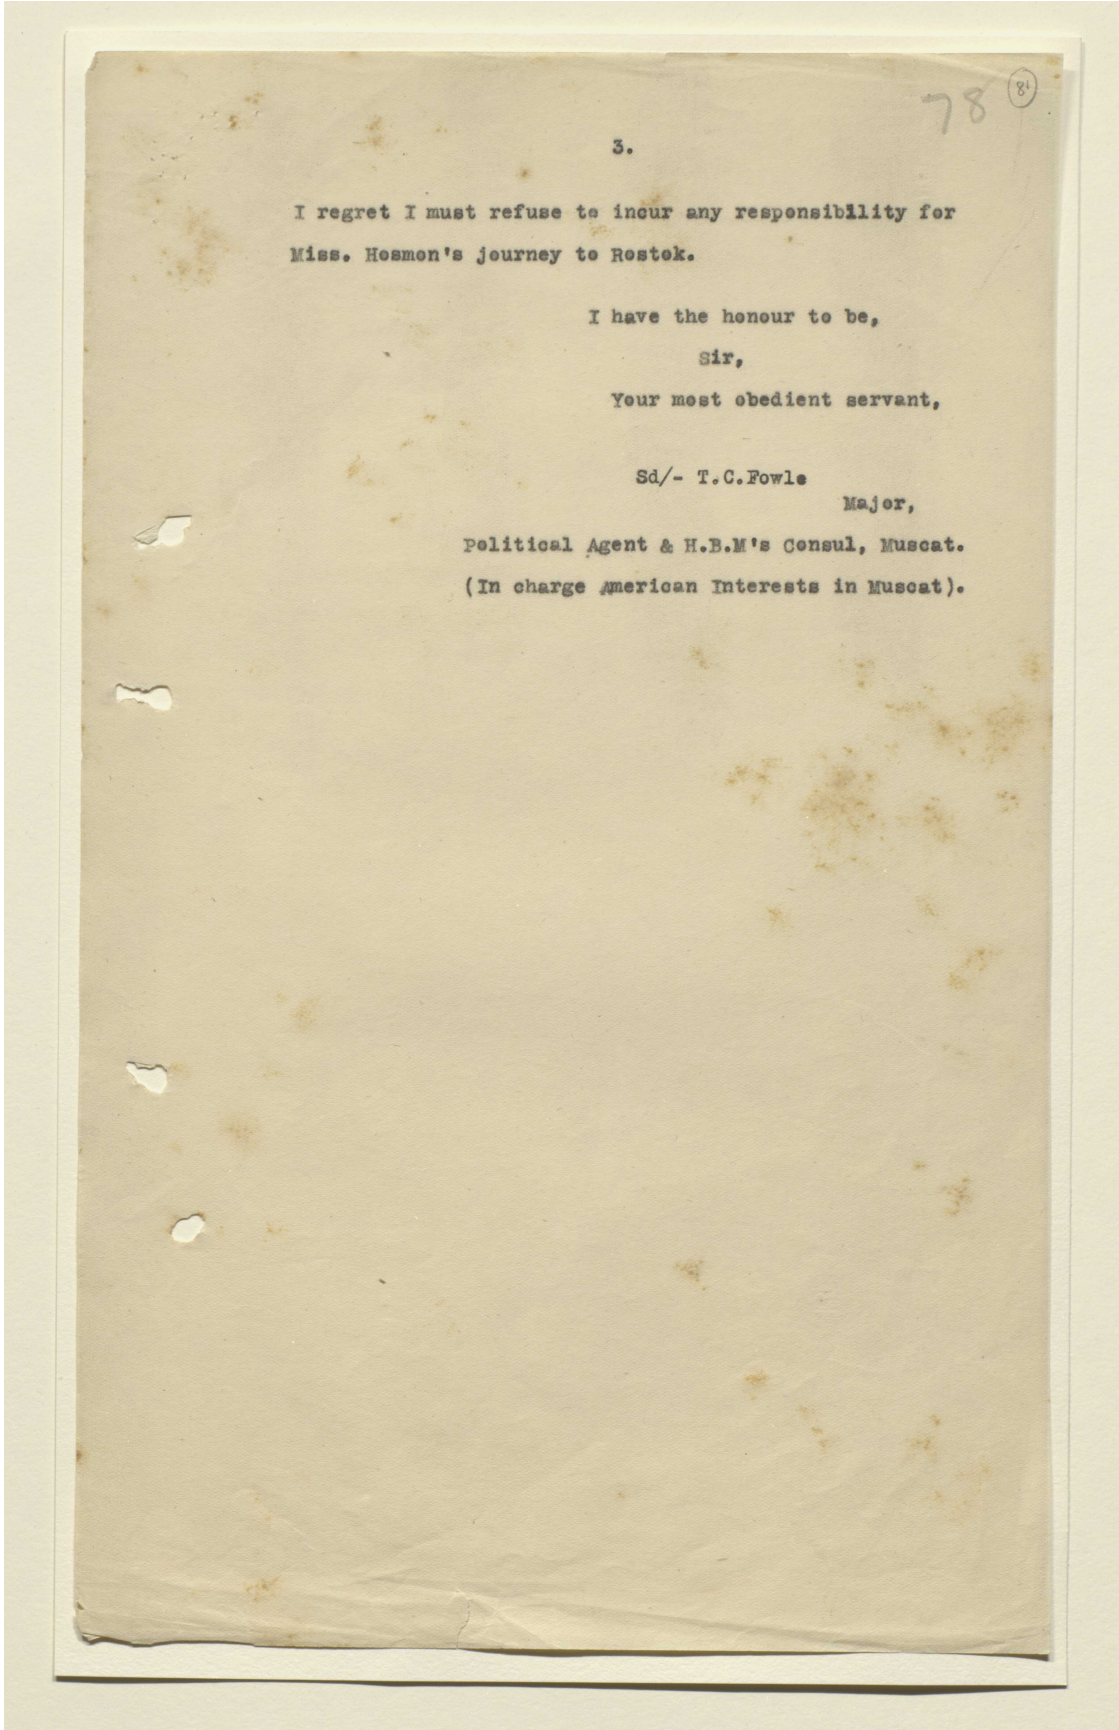 78
81
3.
I regret I must refuse to incur any responsibility for
Miss. Hosmon's journey to Rostok.
I have the honour to be,
Sir,
Your most obedient servant,
Sd/- T.C.Fowle
Major,
Political Agent & H.B.M's Consul, Muscat.
(In charge American Interests in Muscat).